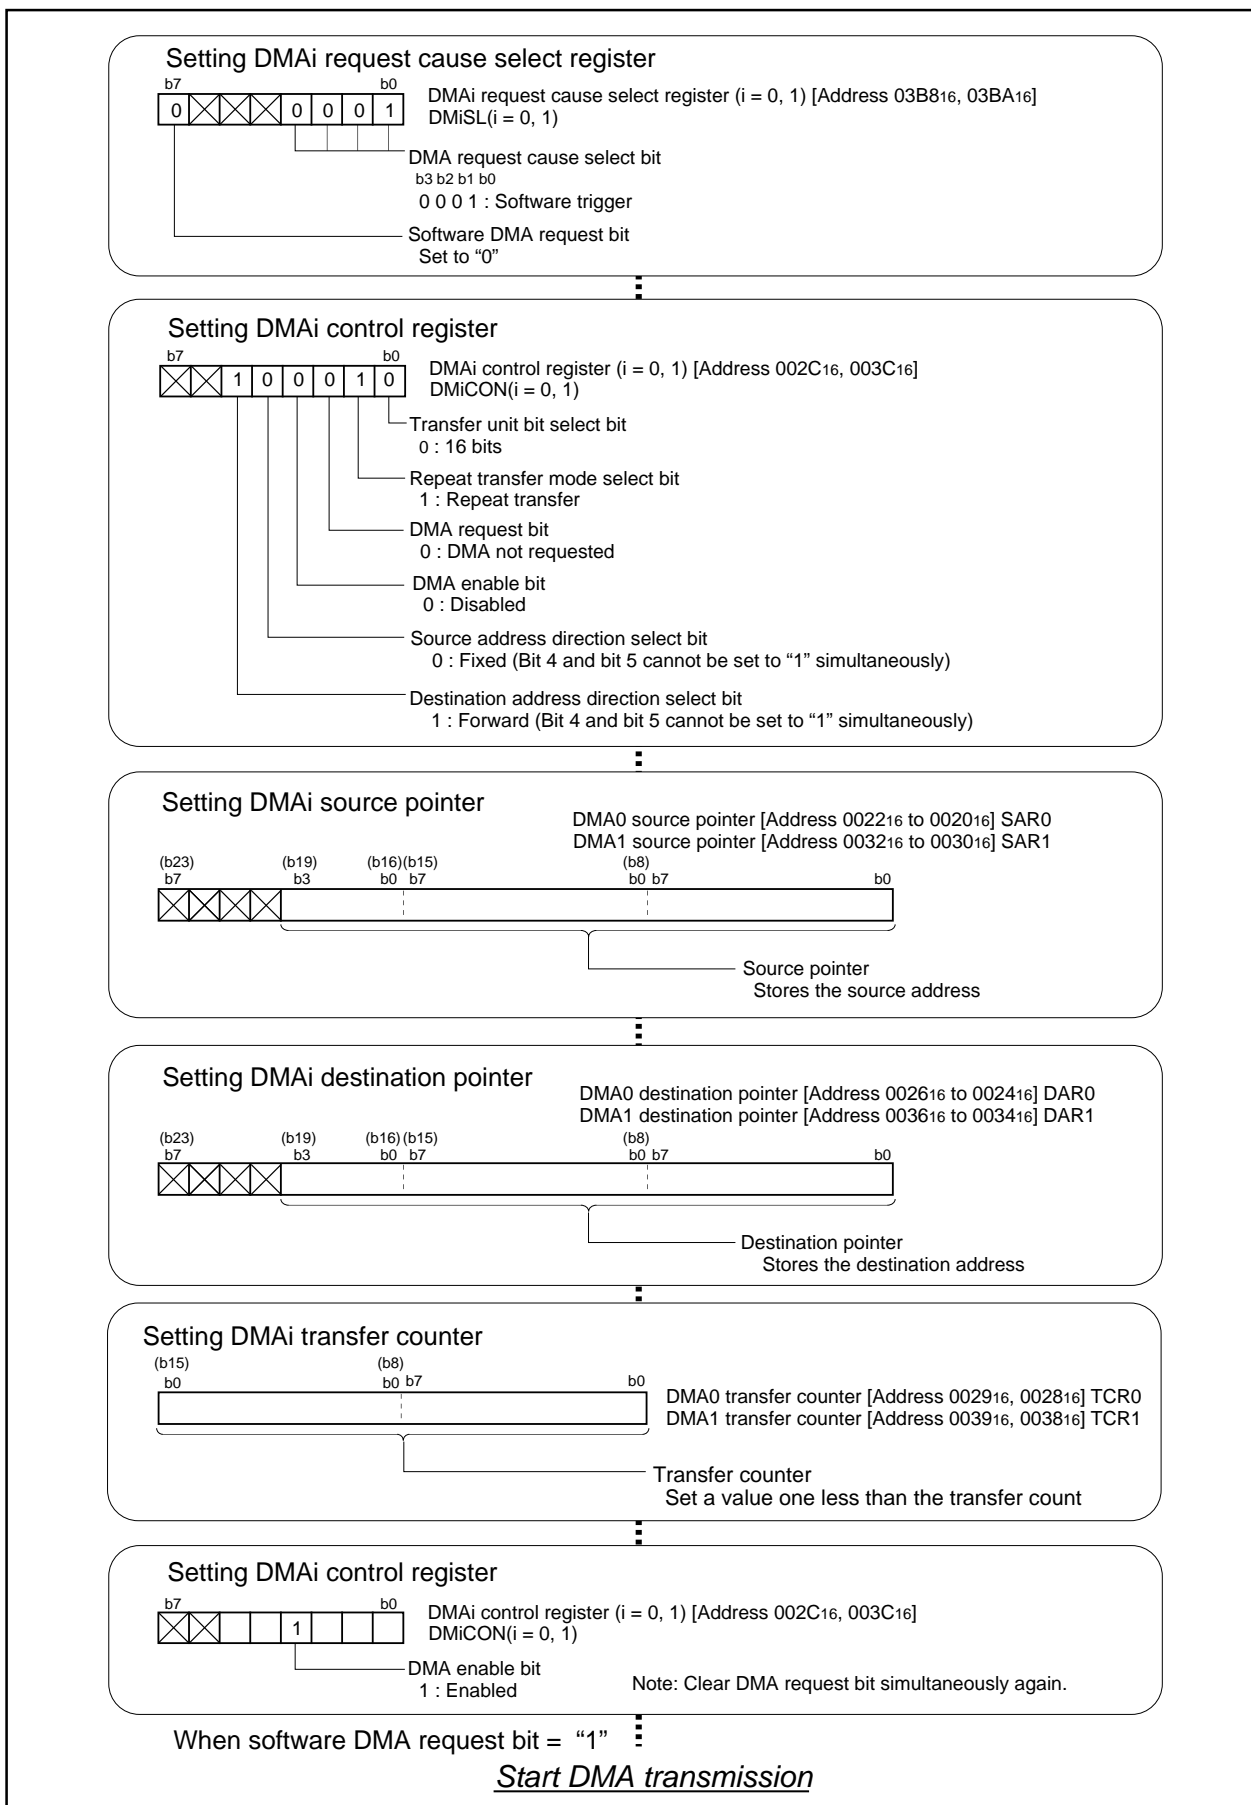 Setting DMAi request cause select register
b7 b0
0 0 0 0 1
DMAi request cause select register (i = 0, 1) [Address 03B816, 03BA16]
DMiSL(i = 0, 1)
DMA request cause select bit
b3 b2 b1 b0
0 0 0 1 : Software trigger
Software DMA request bit
Set to “0”
Setting DMAi control register
b7 b0
1 0 0 0 1 0
DMAi control register (i = 0, 1) [Address 002C16, 003C16]
DMiCON(i = 0, 1)
Transfer unit bit select bit
0 : 16 bits
Repeat transfer mode select bit
1 : Repeat transfer
DMA request bit
0 : DMA not requested
DMA enable bit
0 : Disabled
Source address direction select bit
0 : Fixed (Bit 4 and bit 5 cannot be set to “1” simultaneously)
Destination address direction select bit
1 : Forward (Bit 4 and bit 5 cannot be set to “1” simultaneously)
Setting DMAi source pointer
DMA0 source pointer [Address 002216 to 002016] SAR0
DMA1 source pointer [Address 003216 to 003016] SAR1
(b23) (b19) (b16)(b15) (b8)
b7 b3 b0 b7 b0 b7 b0
Source pointer
Stores the source address
Setting DMAi destination pointer
DMA0 destination pointer [Address 002616 to 002416] DAR0
DMA1 destination pointer [Address 003616 to 003416] DAR1
(b23) (b19) (b16)(b15) (b8)
b7 b3 b0 b7 b0 b7 b0
Destination pointer
Stores the destination address
Setting DMAi transfer counter
(b15) (b8)
b0 b0 b7 b0
DMA0 transfer counter [Address 002916, 002816] TCR0
DMA1 transfer counter [Address 003916, 003816] TCR1
Transfer counter
Set a value one less than the transfer count
Setting DMAi control register
b7 b0
1
DMAi control register (i = 0, 1) [Address 002C16, 003C16]
DMiCON(i = 0, 1)
DMA enable bit
1 : Enabled
Note: Clear DMA request bit simultaneously again.
When software DMA request bit = “1”
Start DMA transmission